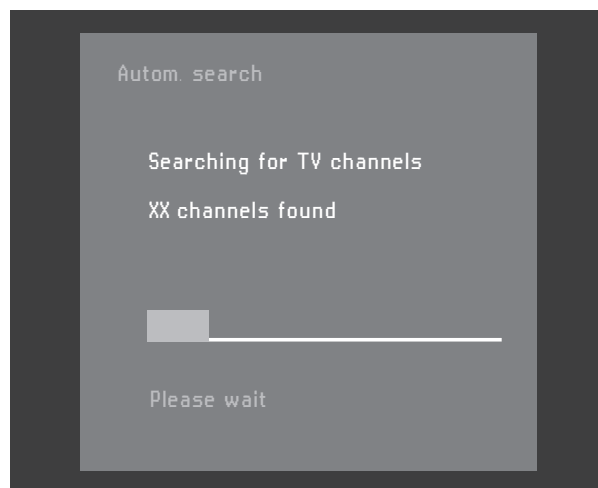 Autom. search
Searching for TV channels
XX channels found
Please wait